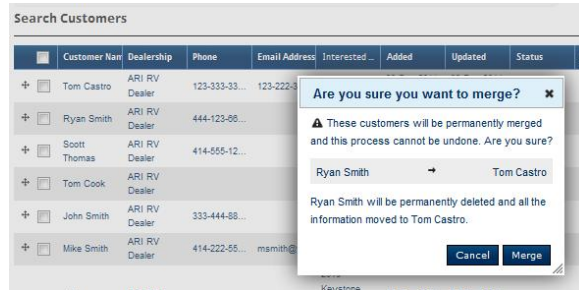 Search Customers
Customer Nam Dealership Phone Email Address Interested ... Added Updated Status
Tom Castro ARI RV Dealer 123-333-33... 123-222-3
Ryan Smith ARI RV Dealer 444-123-66...
Scott Thomas ARI RV Dealer 414-555-12...
Tom Cook ARI RV Dealer
John Smith ARI RV Dealer 333-444-88...
Mike Smith ARI RV Dealer 414-222-55... msmith@
Keystone
Are you sure you want to merge? ✖
⚠ These customers will be permanently merged
and this process cannot be undone. Are you sure?
Ryan Smith → Tom Castro
Ryan Smith will be permanently deleted and all the
information moved to Tom Castro.
Cancel Merge